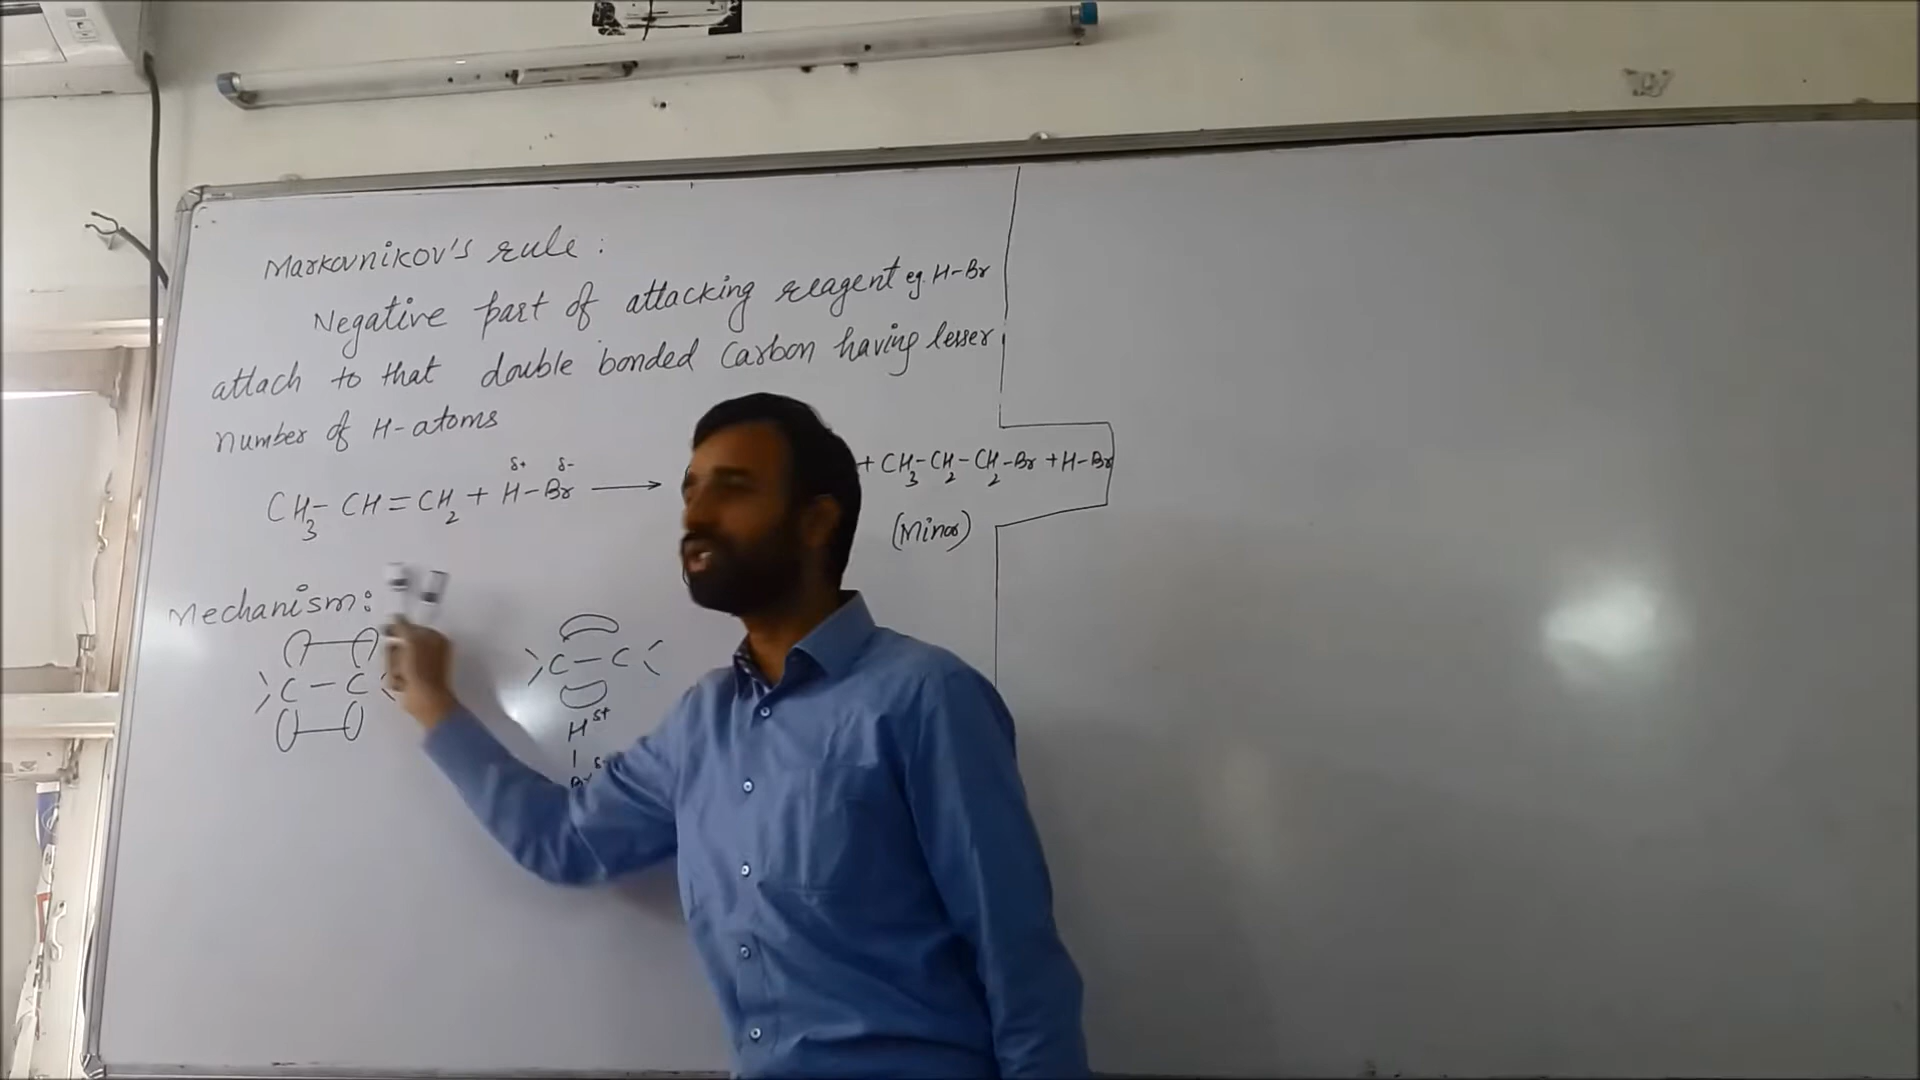 Markovnikov's rule :
Negative part of attacking reagent eg. H-Br
attach to that double bonded Carbon having lesser
number of H-atoms
CH₃- CH = CH₂ + H^δ+ - Br^δ- ⟶ + CH₃-CH₂-CH₂-Br + H-Br
(Minor)
Mechanism:
C - C
C - C
H^δ+
|
Br^δ-